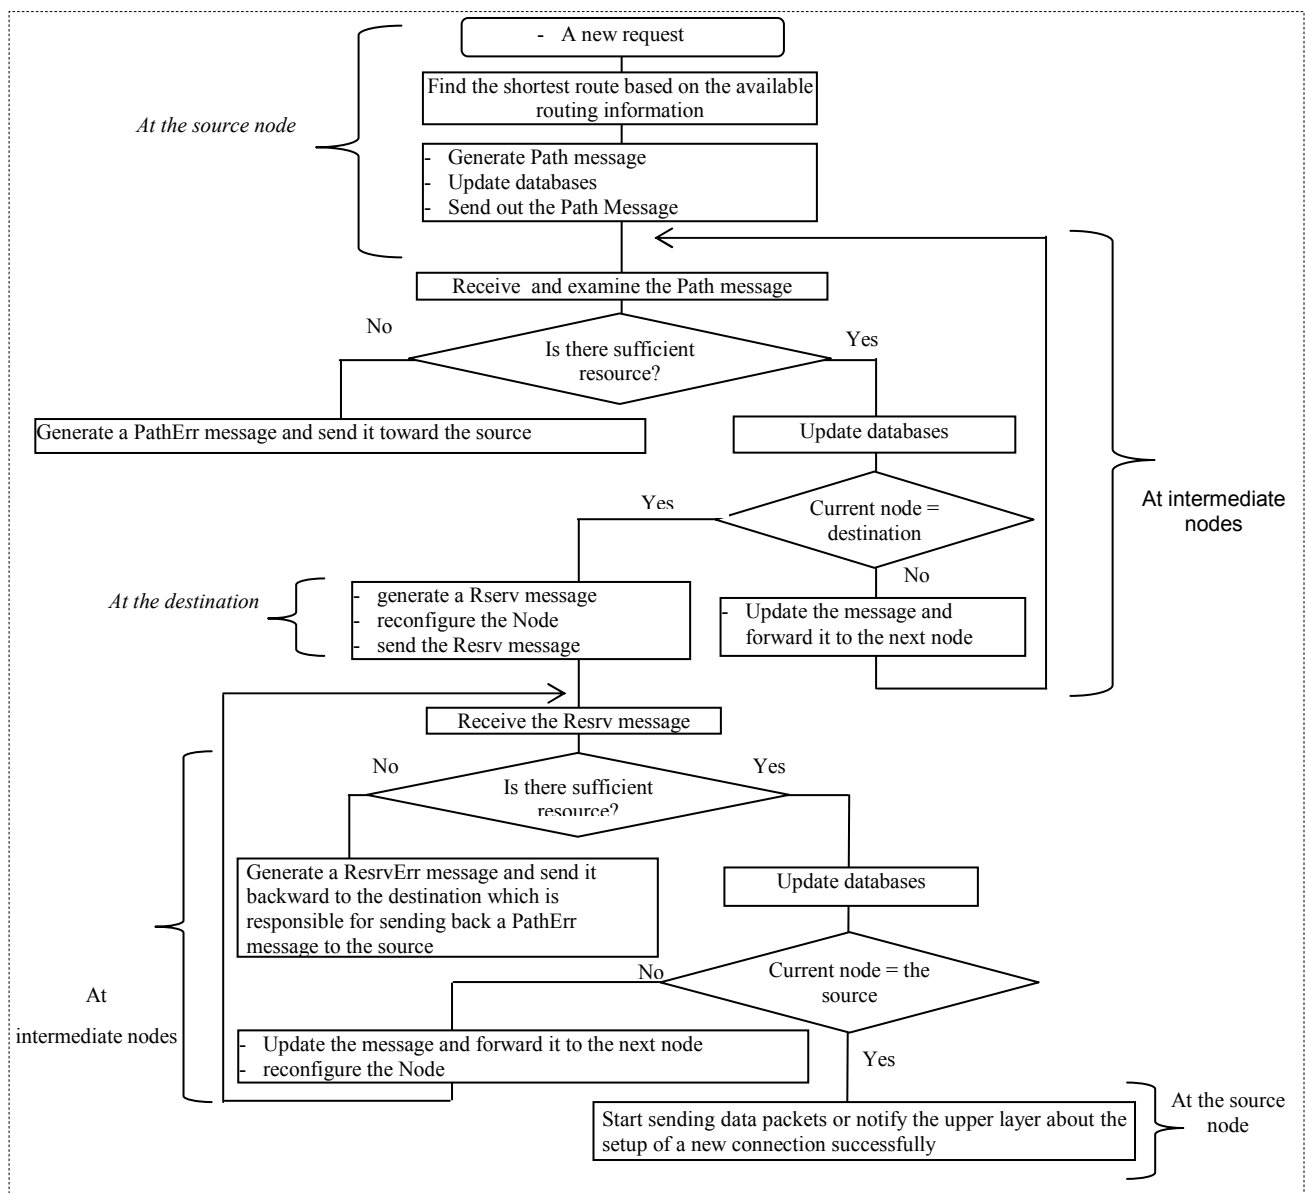 - A new request
Find the shortest route based on the available
routing information
At the source node
- Generate Path message
- Update databases
- Send out the Path Message
Receive and examine the Path message
No
Is there sufficient
resource?
Yes
Generate a PathErr message and send it toward the source
Update databases
Yes
Current node =
destination
At intermediate
nodes
No
At the destination
- generate a Rserv message
- reconfigure the Node
- send the Resrv message
- Update the message and
forward it to the next node
Receive the Resrv message
No
Is there sufficient
resource?
Yes
Generate a ResrvErr message and send it
backward to the destination which is
responsible for sending back a PathErr
message to the source
Update databases
No
Current node = the
source
At
intermediate nodes
- Update the message and forward it to the next node
- reconfigure the Node
Yes
Start sending data packets or notify the upper layer about the
setup of a new connection successfully
At the source
node